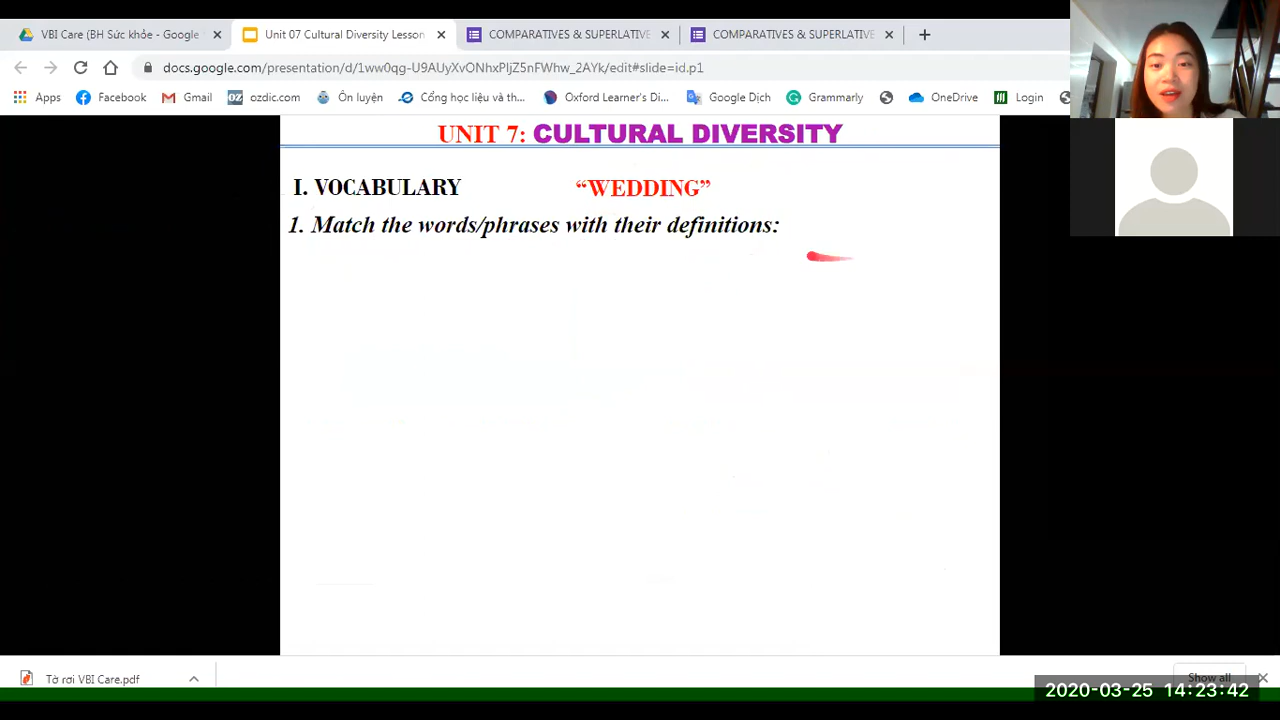 VBI Care (BH Sức khỏe - Google
Unit 07 Cultural Diversity Lesson
COMPARATIVES & SUPERLATIVE
COMPARATIVES & SUPERLATIVE
docs.google.com/presentation/d/1ww0qg-U9AUyXvONhxPljZ5nFWhw_2AYk/edit#slide=id.p1
Apps
Facebook
Gmail
OZ ozdic.com
Ôn luyện
Cổng học liệu và th...
Oxford Learner's Di...
Google Dịch
Grammarly
OneDrive
Login
UNIT 7: CULTURAL DIVERSITY
I. VOCABULARY “WEDDING”
1. Match the words/phrases with their definitions:
Tờ rơi VBI Care.pdf
Show all
2020-03-25 14:23:42